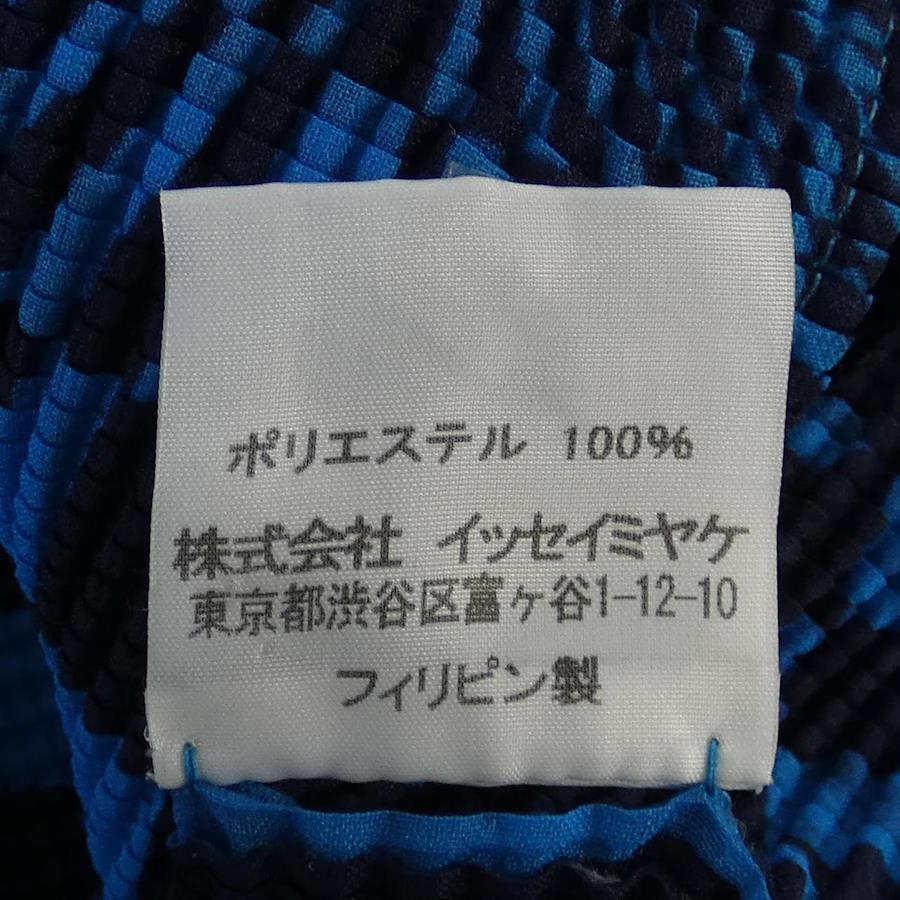 ポリエステル 100%
株式会社 イッセイミヤケ
東京都渋谷区富ヶ谷1-12-10
フィリピン製